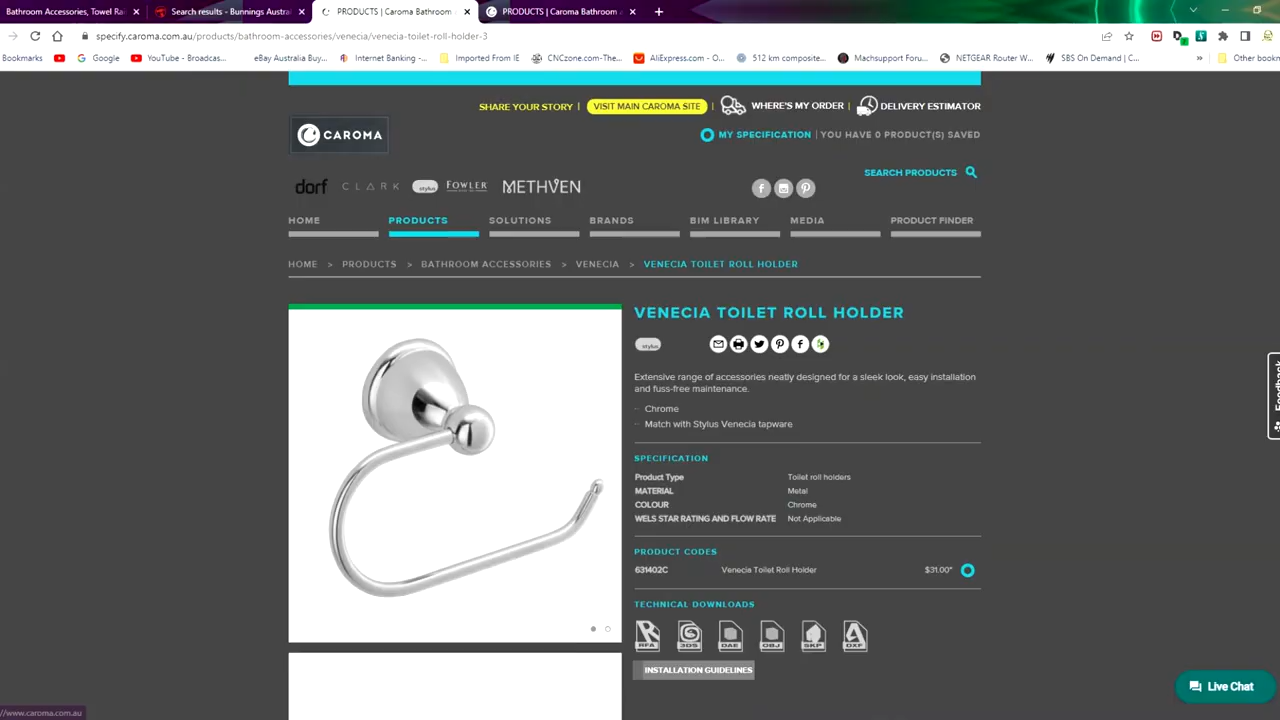 Bathroom Accessories, Towel Ra
Search results - Bunnings Austral
PRODUCTS | Caroma Bathroom
PRODUCTS | Caroma Bathroom
specify.caroma.com.au/products/bathroom-accessories/venecia/venecia-toilet-roll-holder-3
Bookmarks
Google
YouTube - Broadcas...
eBay Australia Buy...
Internet Banking -...
Imported From IE
CNCzone.com-The...
AliExpress.com - O...
512 km composite...
Machsupport Foru...
NETGEAR Router W...
SBS On Demand | C...
»
Other bookm
SHARE YOUR STORY |
VISIT MAIN CAROMA SITE |
WHERE'S MY ORDER |
DELIVERY ESTIMATOR
CAROMA
MY SPECIFICATION | YOU HAVE 0 PRODUCT(S) SAVED
SEARCH PRODUCTS
dorf
CLARK
stylus
FOWLER
METHVEN
HOME
PRODUCTS
SOLUTIONS
BRANDS
BIM LIBRARY
MEDIA
PRODUCT FINDER
HOME > PRODUCTS > BATHROOM ACCESSORIES > VENECIA > VENECIA TOILET ROLL HOLDER
VENECIA TOILET ROLL HOLDER
stylus
Extensive range of accessories neatly designed for a sleek look, easy installation
and fuss-free maintenance.
Chrome
Match with Stylus Venecia tapware
SPECIFICATION
Product Type Toilet roll holders
MATERIAL Metal
COLOUR Chrome
WELS STAR RATING AND FLOW RATE Not Applicable
PRODUCT CODES
631402C Venecia Toilet Roll Holder $31.00*
TECHNICAL DOWNLOADS
RFA
3DS
DAE
OBJ
SKP
DXF
INSTALLATION GUIDELINES
Feedback
Live Chat
//www.caroma.com.au